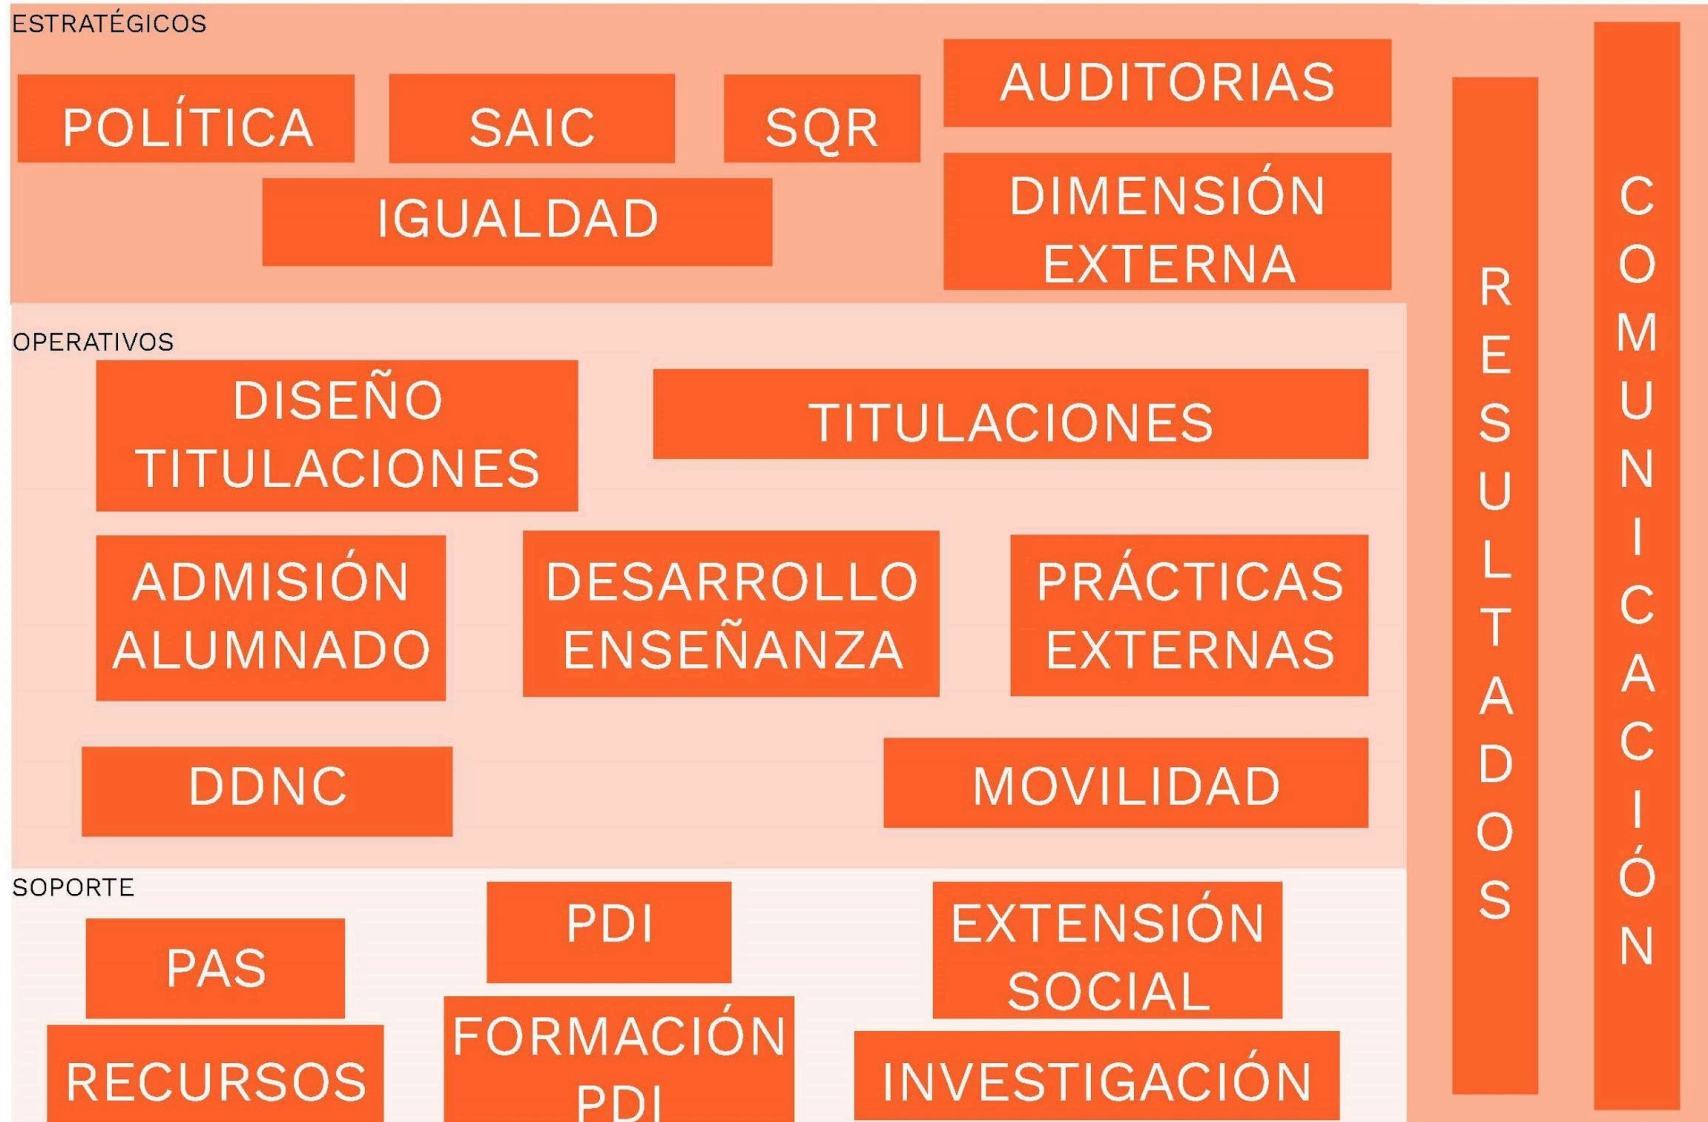 ESTRATÉGICOS
POLÍTICA
SAIC
SQR
AUDITORIAS
IGUALDAD
DIMENSIÓN
EXTERNA
OPERATIVOS
DISEÑO
TITULACIONES
TITULACIONES
ADMISIÓN
ALUMNADO
DESARROLLO
ENSEÑANZA
PRÁCTICAS
EXTERNAS
DDNC
MOVILIDAD
SOPORTE
PAS
PDI
EXTENSIÓN
SOCIAL
RECURSOS
FORMACIÓN
PDI
INVESTIGACIÓN
RESULTADOS
COMUNICACIÓN